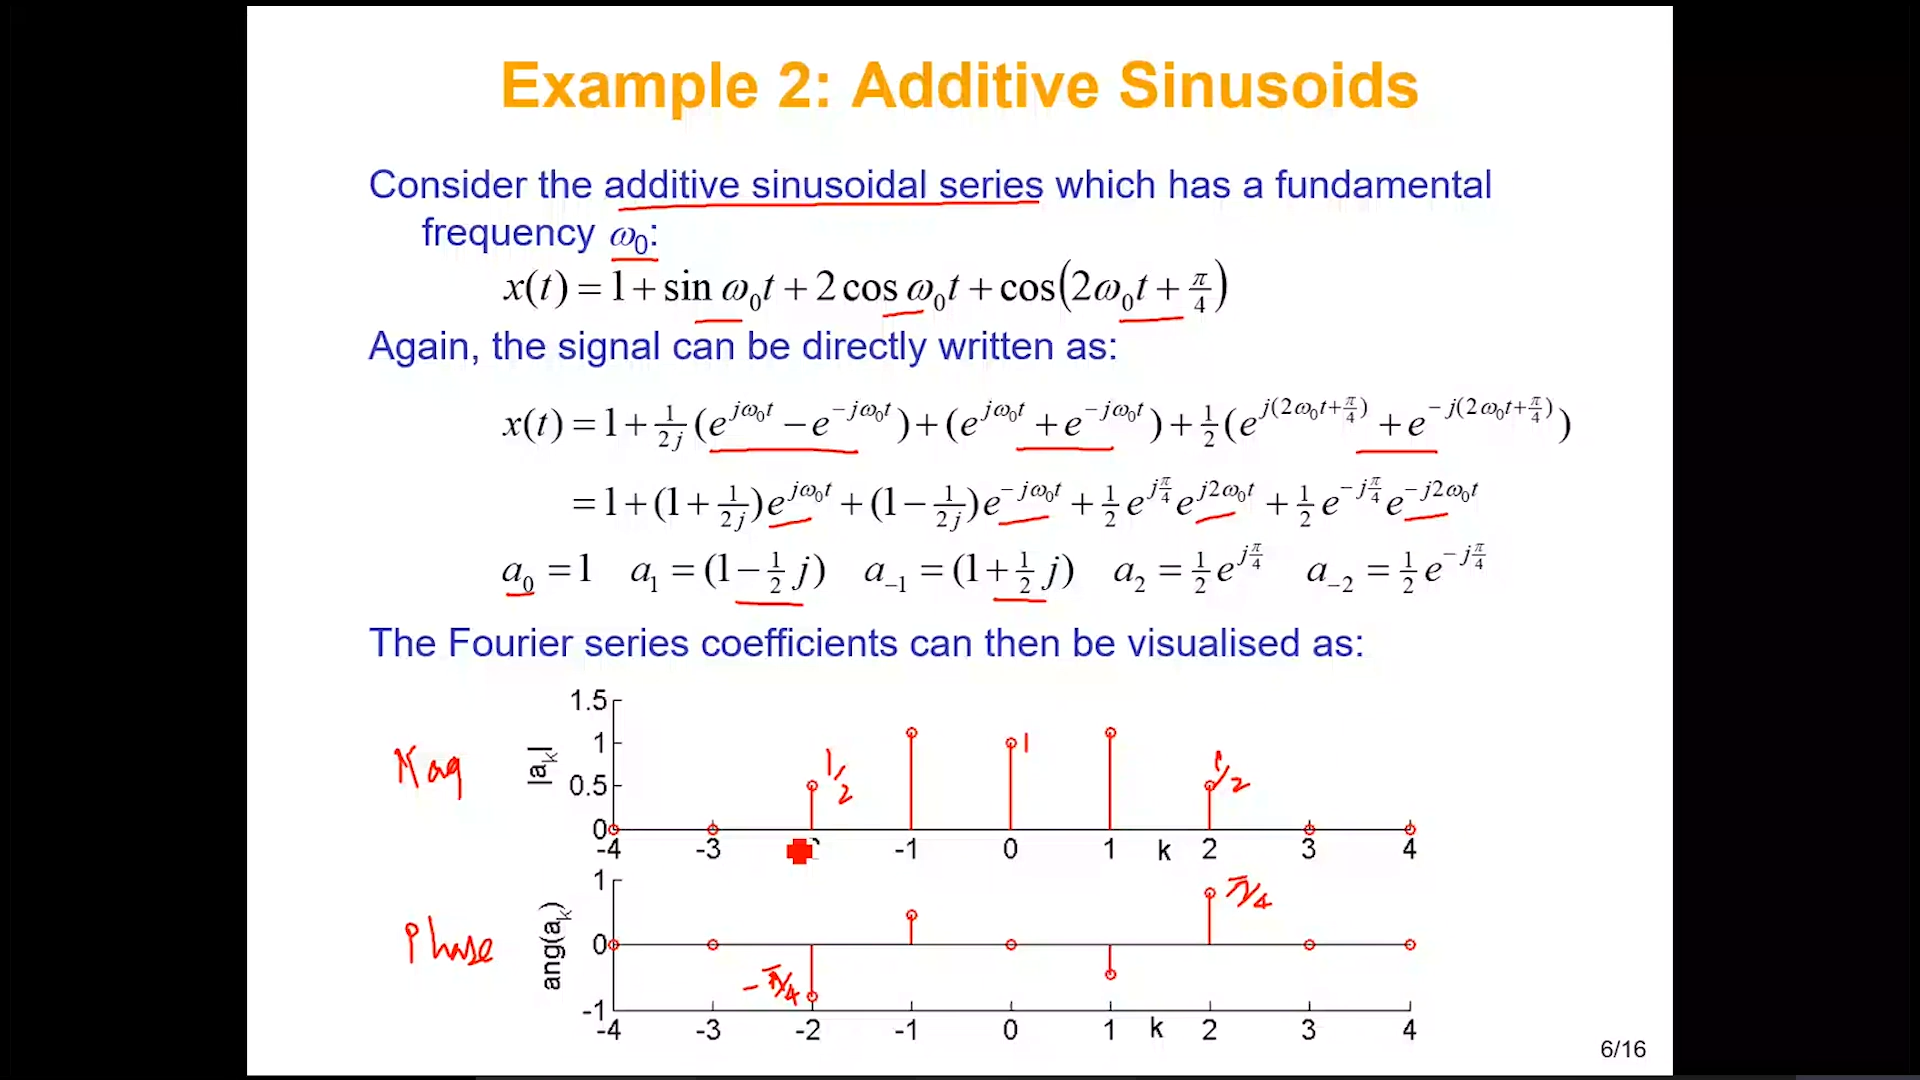 Example 2: Additive Sinusoids
Consider the additive sinusoidal series which has a fundamental
frequency ω₀:
x(t) = 1 + sin ω₀t + 2 cos ω₀t + cos(2ω₀t + π/4)
Again, the signal can be directly written as:
x(t) = 1 + 1/2j (e^{jω₀t} − e^{−jω₀t}) + (e^{jω₀t} + e^{−jω₀t}) + 1/2 (e^{j(2ω₀t+π/4)} + e^{−j(2ω₀t+π/4)})
= 1 + (1 + 1/2j)e^{jω₀t} + (1 − 1/2j)e^{−jω₀t} + 1/2 e^{jπ/4} e^{j2ω₀t} + 1/2 e^{−jπ/4} e^{−j2ω₀t}
a₀ = 1 a₁ = (1 − 1/2 j) a₋₁ = (1 + 1/2 j) a₂ = 1/2 e^{jπ/4} a₋₂ = 1/2 e^{−jπ/4}
The Fourier series coefficients can then be visualised as:
Mag
|aₖ|
1.5
1
0.5
0
1/2
1
1/2
-4 -3 -1 0 1 k 2 3 4
Phase
ang(aₖ)
1
0
-1
-π/4
π/4
-4 -3 -2 -1 0 1 k 2 3 4
6/16